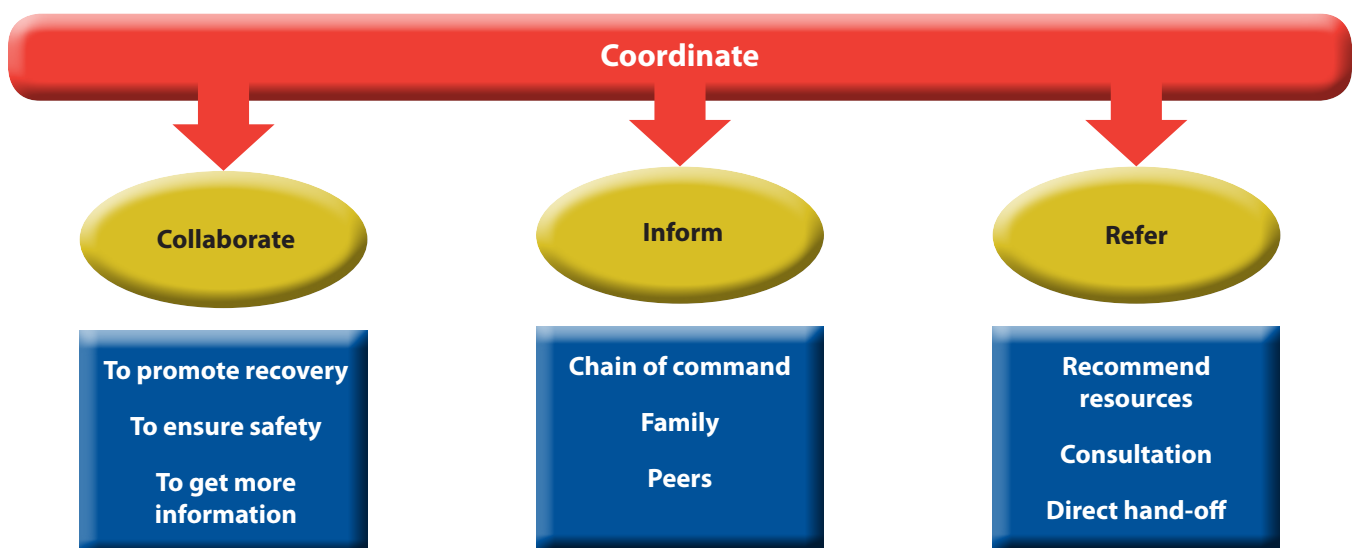 Coordinate
Collaborate
Inform
Refer
To promote recovery
To ensure safety
To get more
information
Chain of command
Family
Peers
Recommend
resources
Consultation
Direct hand-off